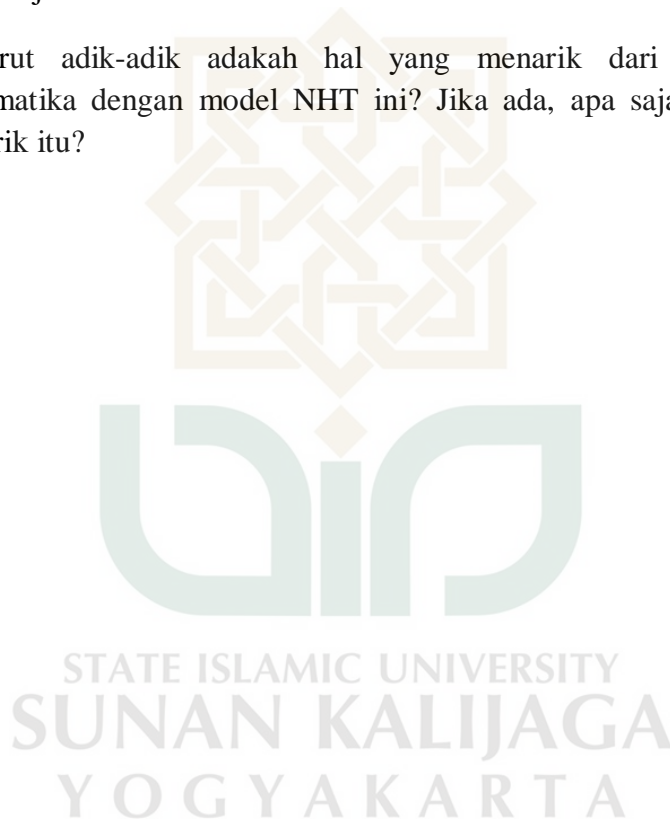 rut adik-adik adakah hal yang menarik dari
matika dengan model NHT ini? Jika ada, apa saja
rik itu?
STATE ISLAMIC UNIVERSITY
SUNAN KALIJAGA
YOGYAKARTA